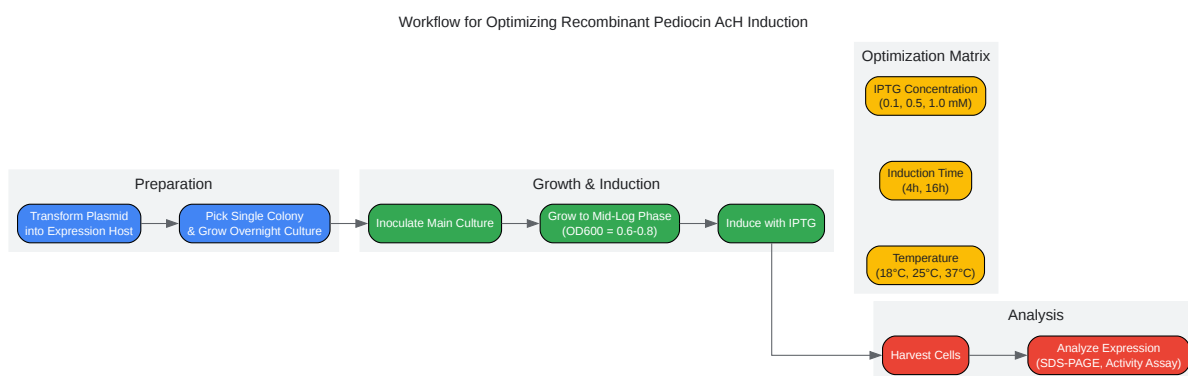 Workflow for Optimizing Recombinant Pediocin AcH Induction
Preparation
Transform Plasmid
into Expression Host
Pick Single Colony
& Grow Overnight Culture
Growth & Induction
Inoculate Main Culture
Grow to Mid-Log Phase
(OD600 = 0.6-0.8)
Induce with IPTG
Optimization Matrix
IPTG Concentration
(0.1, 0.5, 1.0 mM)
Induction Time
(4h, 16h)
Temperature
(18°C, 25°C, 37°C)
Analysis
Harvest Cells
Analyze Expression
(SDS-PAGE, Activity Assay)